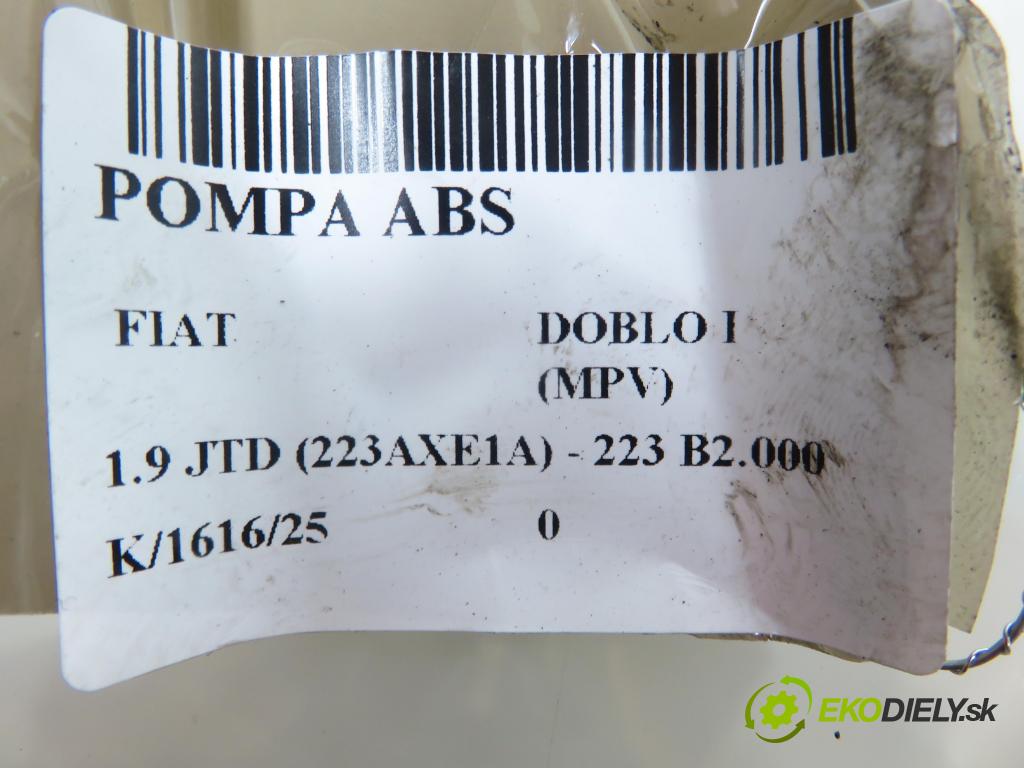 POMPA ABS
FIAT DOBLO I
(MPV)
1.9 JTD (223AXE1A) - 223 B2.000
K/1616/25 0
EKODIELY.sk